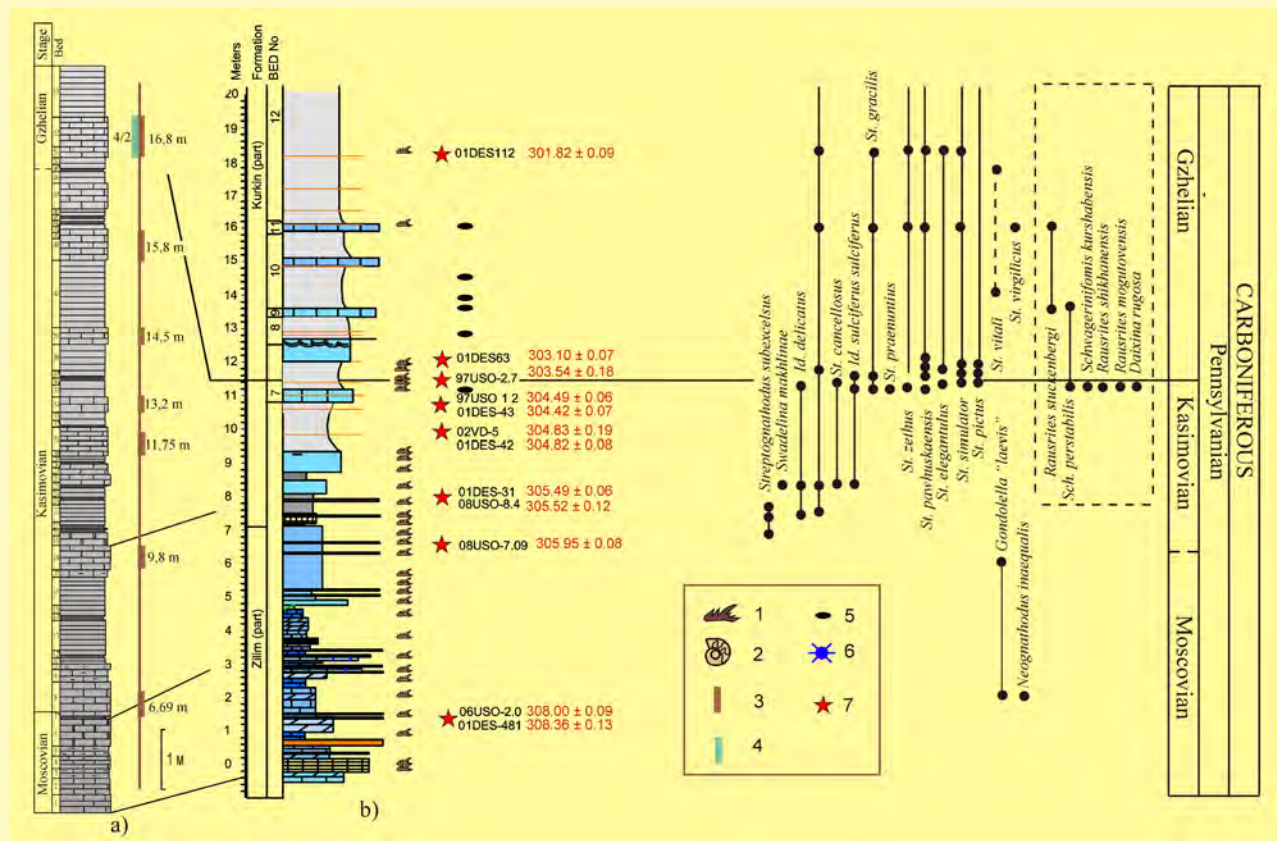 Stage
Bed
Gzhelian
Kasimovian
Moscovian
4/2
16,8 m
15,8 m
14,5 m
13,2 m
11,75 m
9,8 m
6.69 m
1 м
a)
Meters
Formation
BED No
20
19
18
17
16
15
14
13
12
11
10
9
8
7
6
5
4
3
2
1
0
Kurkin (part)
Zilim (part)
12
11
10
9
8
7
b)
01DES112 301.82 ± 0.09
01DES63 303.10 ± 0.07
97USO-2.7 303.54 ± 0.18
97USO 1 2 304.49 ± 0.06
01DES-43 304.42 ± 0.07
02VD-5 304.83 ± 0.19
01DES-42 304.82 ± 0.08
01DES-31 305.49 ± 0.06
08USO-8.4 305.52 ± 0.12
08USO-7.09 305.95 ± 0.08
06USO-2.0 308.00 ± 0.09
01DES-481 308.36 ± 0.13
Streptognathodus subexcelsus
Swadelina makhlinae
Id. delicatus
St. cancellosus
Id. sulciferus sulciferus
St. gracilis
St. praenuntius
St. zethus
St. pawhuskaensis
St. elegantulus
St. simulator
St. pictus
Gondolella "laevis"
St. vitali
St. virgilicus
Neognathodus inaequalis
Rausrites stuckenbergi
Sch. perstabilis
Schwagerinifomis kurshabensis
Rausrites shikhanensis
Rausrites mogutovensis
Daixina rugosa
1
2
3
4
5
6
7
Gzhelian
Kasimovian
Moscovian
Pennsylvanian
CARBONIFEROUS